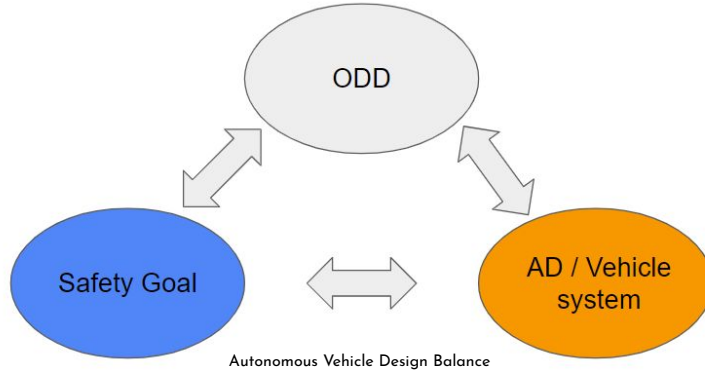 ODD
Safety Goal
AD / Vehicle
system
Autonomous Vehicle Design Balance